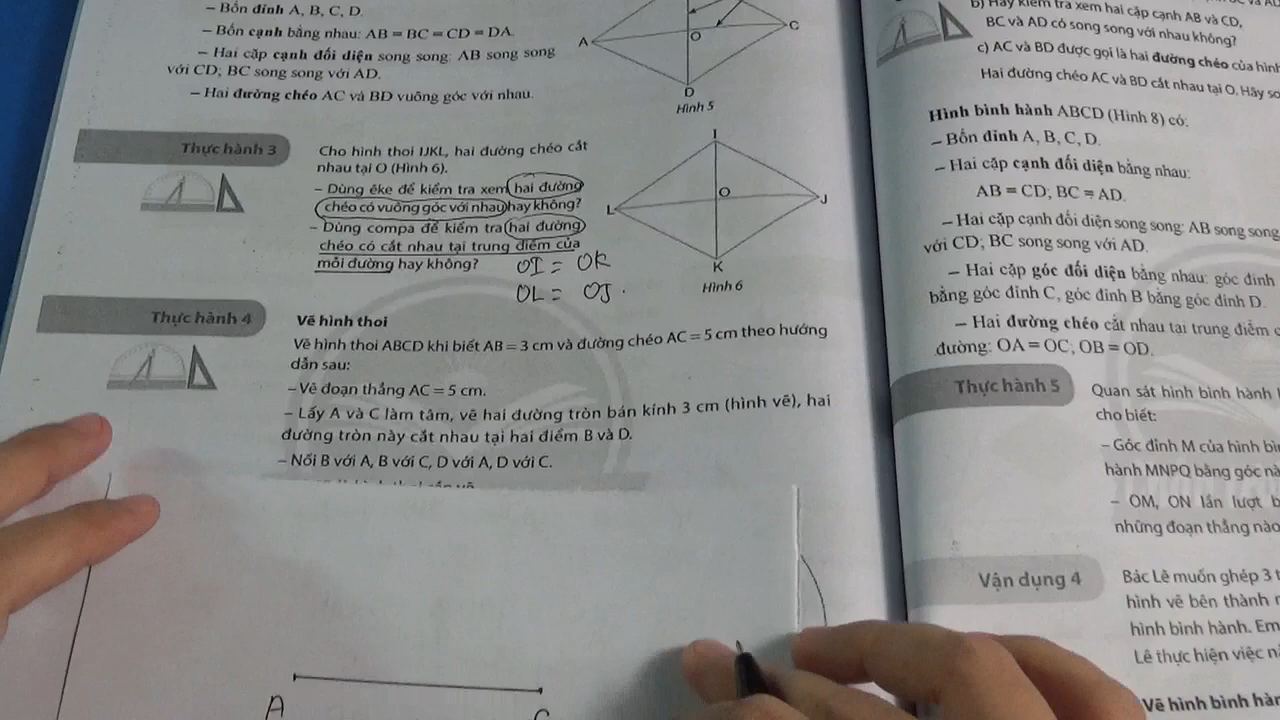 – Bốn đỉnh A, B, C, D.
– Bốn cạnh bằng nhau: AB = BC = CD = DA.
– Hai cặp cạnh đối diện song song: AB song song
với CD; BC song song với AD.
– Hai đường chéo AC và BD vuông góc với nhau.
A
O
C
D
Hình 5
Thực hành 3
Cho hình thoi IJKL, hai đường chéo cắt
nhau tại O (Hình 6).
– Dùng êke để kiểm tra xem hai đường
chéo có vuông góc với nhau hay không?
– Dùng compa để kiểm tra hai đường
chéo có cắt nhau tại trung điểm của
mỗi đường hay không?
OI = OK
OL = OJ.
I
O
L
J
K
Hình 6
Thực hành 4
Vẽ hình thoi
Vẽ hình thoi ABCD khi biết AB = 3 cm và đường chéo AC = 5 cm theo hướng
dẫn sau:
– Vẽ đoạn thẳng AC = 5 cm.
– Lấy A và C làm tâm, vẽ hai đường tròn bán kính 3 cm (hình vẽ), hai
đường tròn này cắt nhau tại hai điểm B và D.
– Nối B với A, B với C, D với A, D với C.
A
C
b) Hãy kiểm tra xem hai cặp cạnh AB và CD,
BC và AD có song song với nhau không?
c) AC và BD được gọi là hai đường chéo của hình
Hai đường chéo AC và BD cắt nhau tại O. Hãy so
Hình bình hành ABCD (Hình 8) có:
– Bốn đỉnh A, B, C, D.
– Hai cặp cạnh đối diện bằng nhau:
AB = CD; BC = AD.
– Hai cặp cạnh đối diện song song: AB song song
với CD; BC song song với AD.
– Hai cặp góc đối diện bằng nhau: góc đỉnh
bằng góc đỉnh C, góc đỉnh B bằng góc đỉnh D.
– Hai đường chéo cắt nhau tại trung điểm
đường: OA = OC; OB = OD.
Thực hành 5
Quan sát hình bình hành
cho biết:
– Góc đỉnh M của hình
hành MNPQ bằng góc
– OM, ON lần lượt
những đoạn thẳng nào
Vận dụng 4
Bác Lê muốn ghép 3
hình vẽ bên thành
hình bình hành. Em
Lê thực hiện việc
Vẽ hình bình